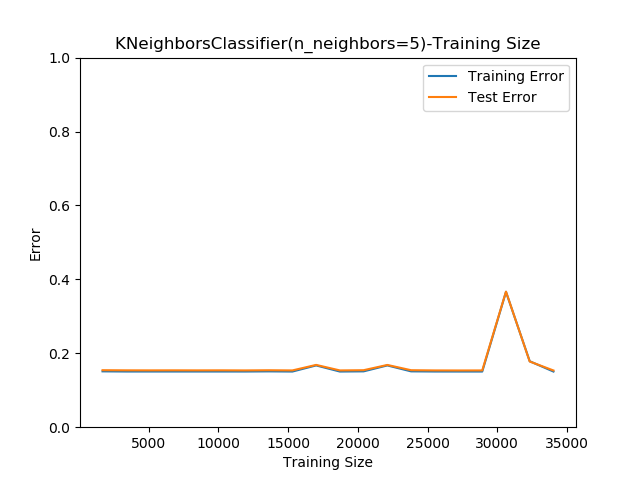 KNeighborsClassifier(n_neighbors=5)-Training Size
1.0
Training Error
Test Error
0.8
0.6
Error
0.4
0.2
0.0
5000 10000 15000 20000 25000 30000 35000
Training Size